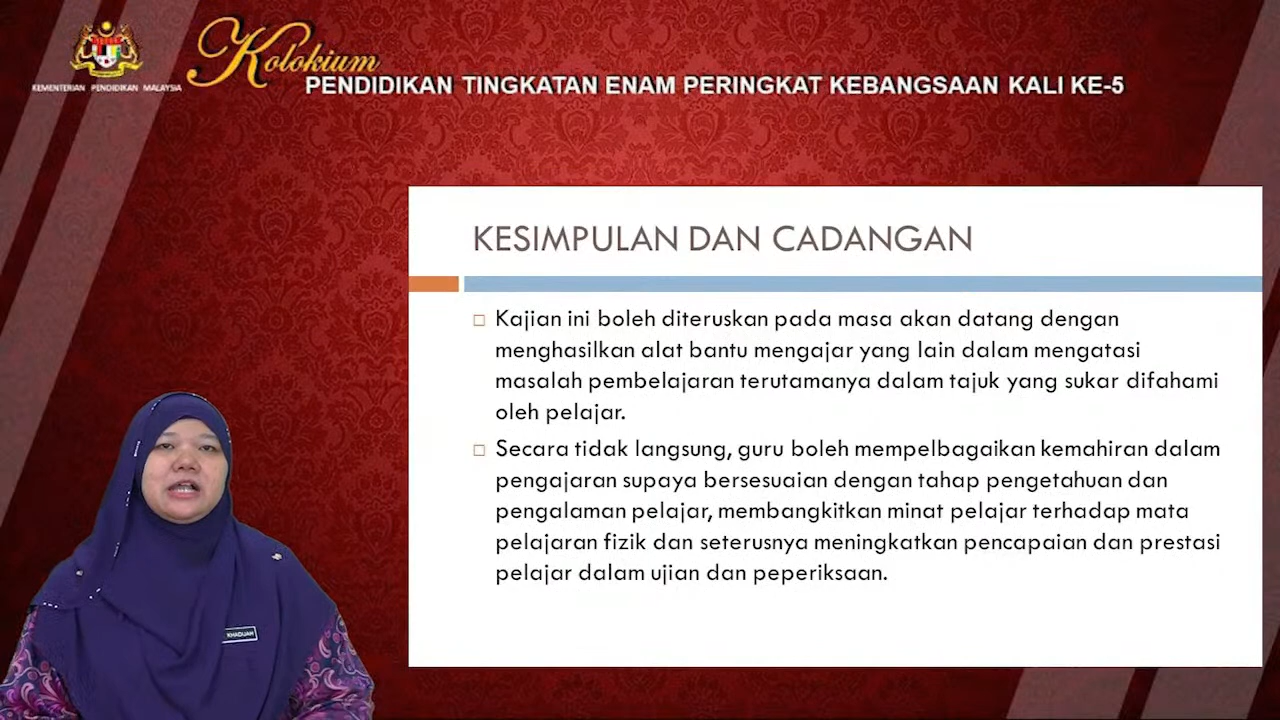 Kolokium
KEMENTERIAN PENDIDIKAN MALAYSIA
PENDIDIKAN TINGKATAN ENAM PERINGKAT KEBANGSAAN KALI KE-5
KESIMPULAN DAN CADANGAN
Kajian ini boleh diteruskan pada masa akan datang dengan
menghasilkan alat bantu mengajar yang lain dalam mengatasi
masalah pembelajaran terutamanya dalam tajuk yang sukar difahami
oleh pelajar.
Secara tidak langsung, guru boleh mempelbagaikan kemahiran dalam
pengajaran supaya bersesuaian dengan tahap pengetahuan dan
pengalaman pelajar, membangkitkan minat pelajar terhadap mata
pelajaran fizik dan seterusnya meningkatkan pencapaian dan prestasi
pelajar dalam ujian dan peperiksaan.
KHADIJAH